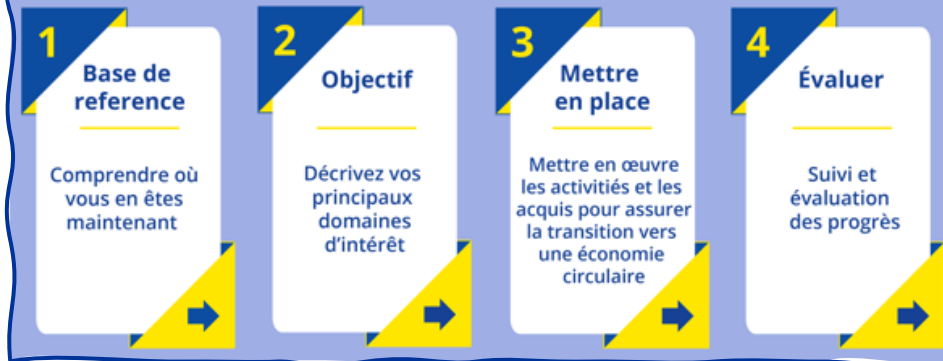 1
Base de
reference
Comprendre où
vous en êtes
maintenant
2
Objectif
Décrivez vos
principaux
domaines
d'intérêt
3
Mettre
en place
Mettre en œuvre
les activitiés et les
acquis pour assurer
la transition vers
une économie
circulaire
4
Évaluer
Suivi et
évaluation
des progrès